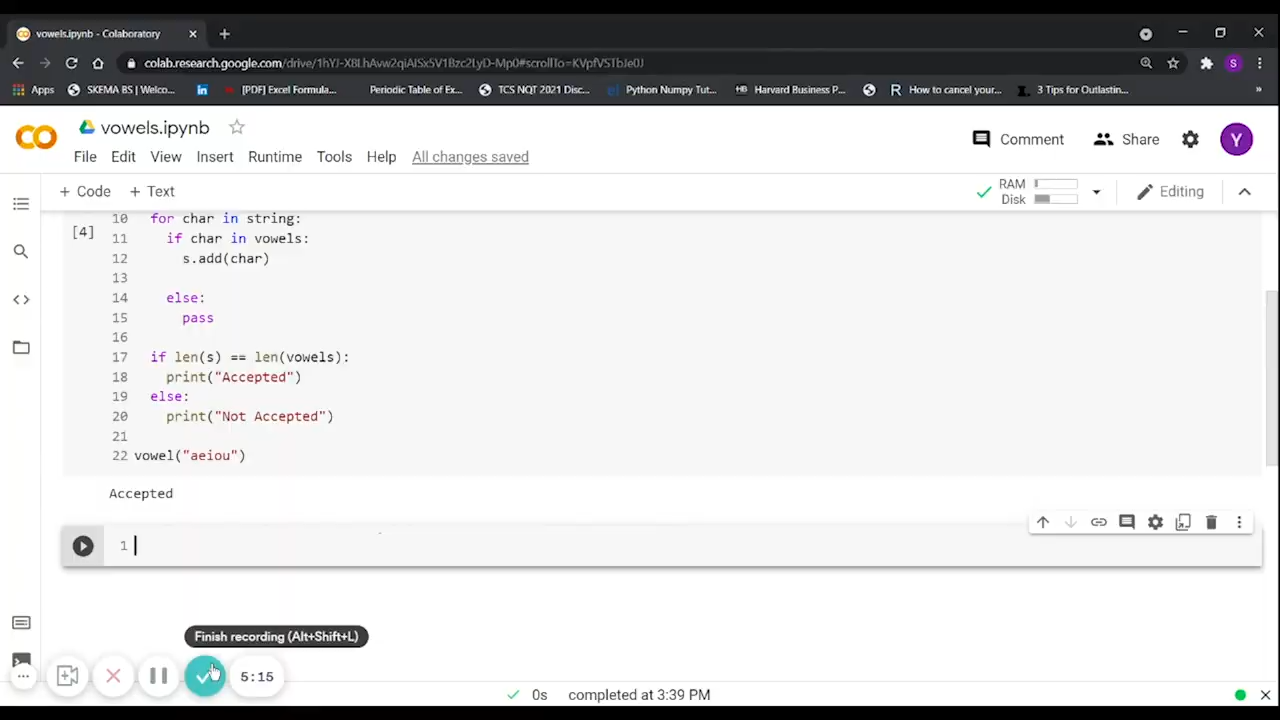 vowels.ipynb - Colaboratory
colab.research.google.com/drive/1hYJ-XBLhAvw2qiAISx5V1Bzc2LyD-Mp0#scrollTo=KVpfVSTbJe0J
S
Apps SKEMA BS | Welco... [PDF] Excel Formula... Periodic Table of Ex... TCS NQT 2021 Disc... Python Numpy Tut... HB Harvard Business P... R How to cancel your... 3 Tips for Outlastin... »
CO vowels.ipynb
Comment Share Y
File Edit View Insert Runtime Tools Help All changes saved
+ Code + Text RAM Disk Editing
10 for char in string:
[4] 11 if char in vowels:
12 s.add(char)
13
14 else:
15 pass
16
17 if len(s) == len(vowels):
18 print("Accepted")
19 else:
20 print("Not Accepted")
21
22 vowel("aeiou")
Accepted
1
Finish recording (Alt+Shift+L)
5:15
0s completed at 3:39 PM